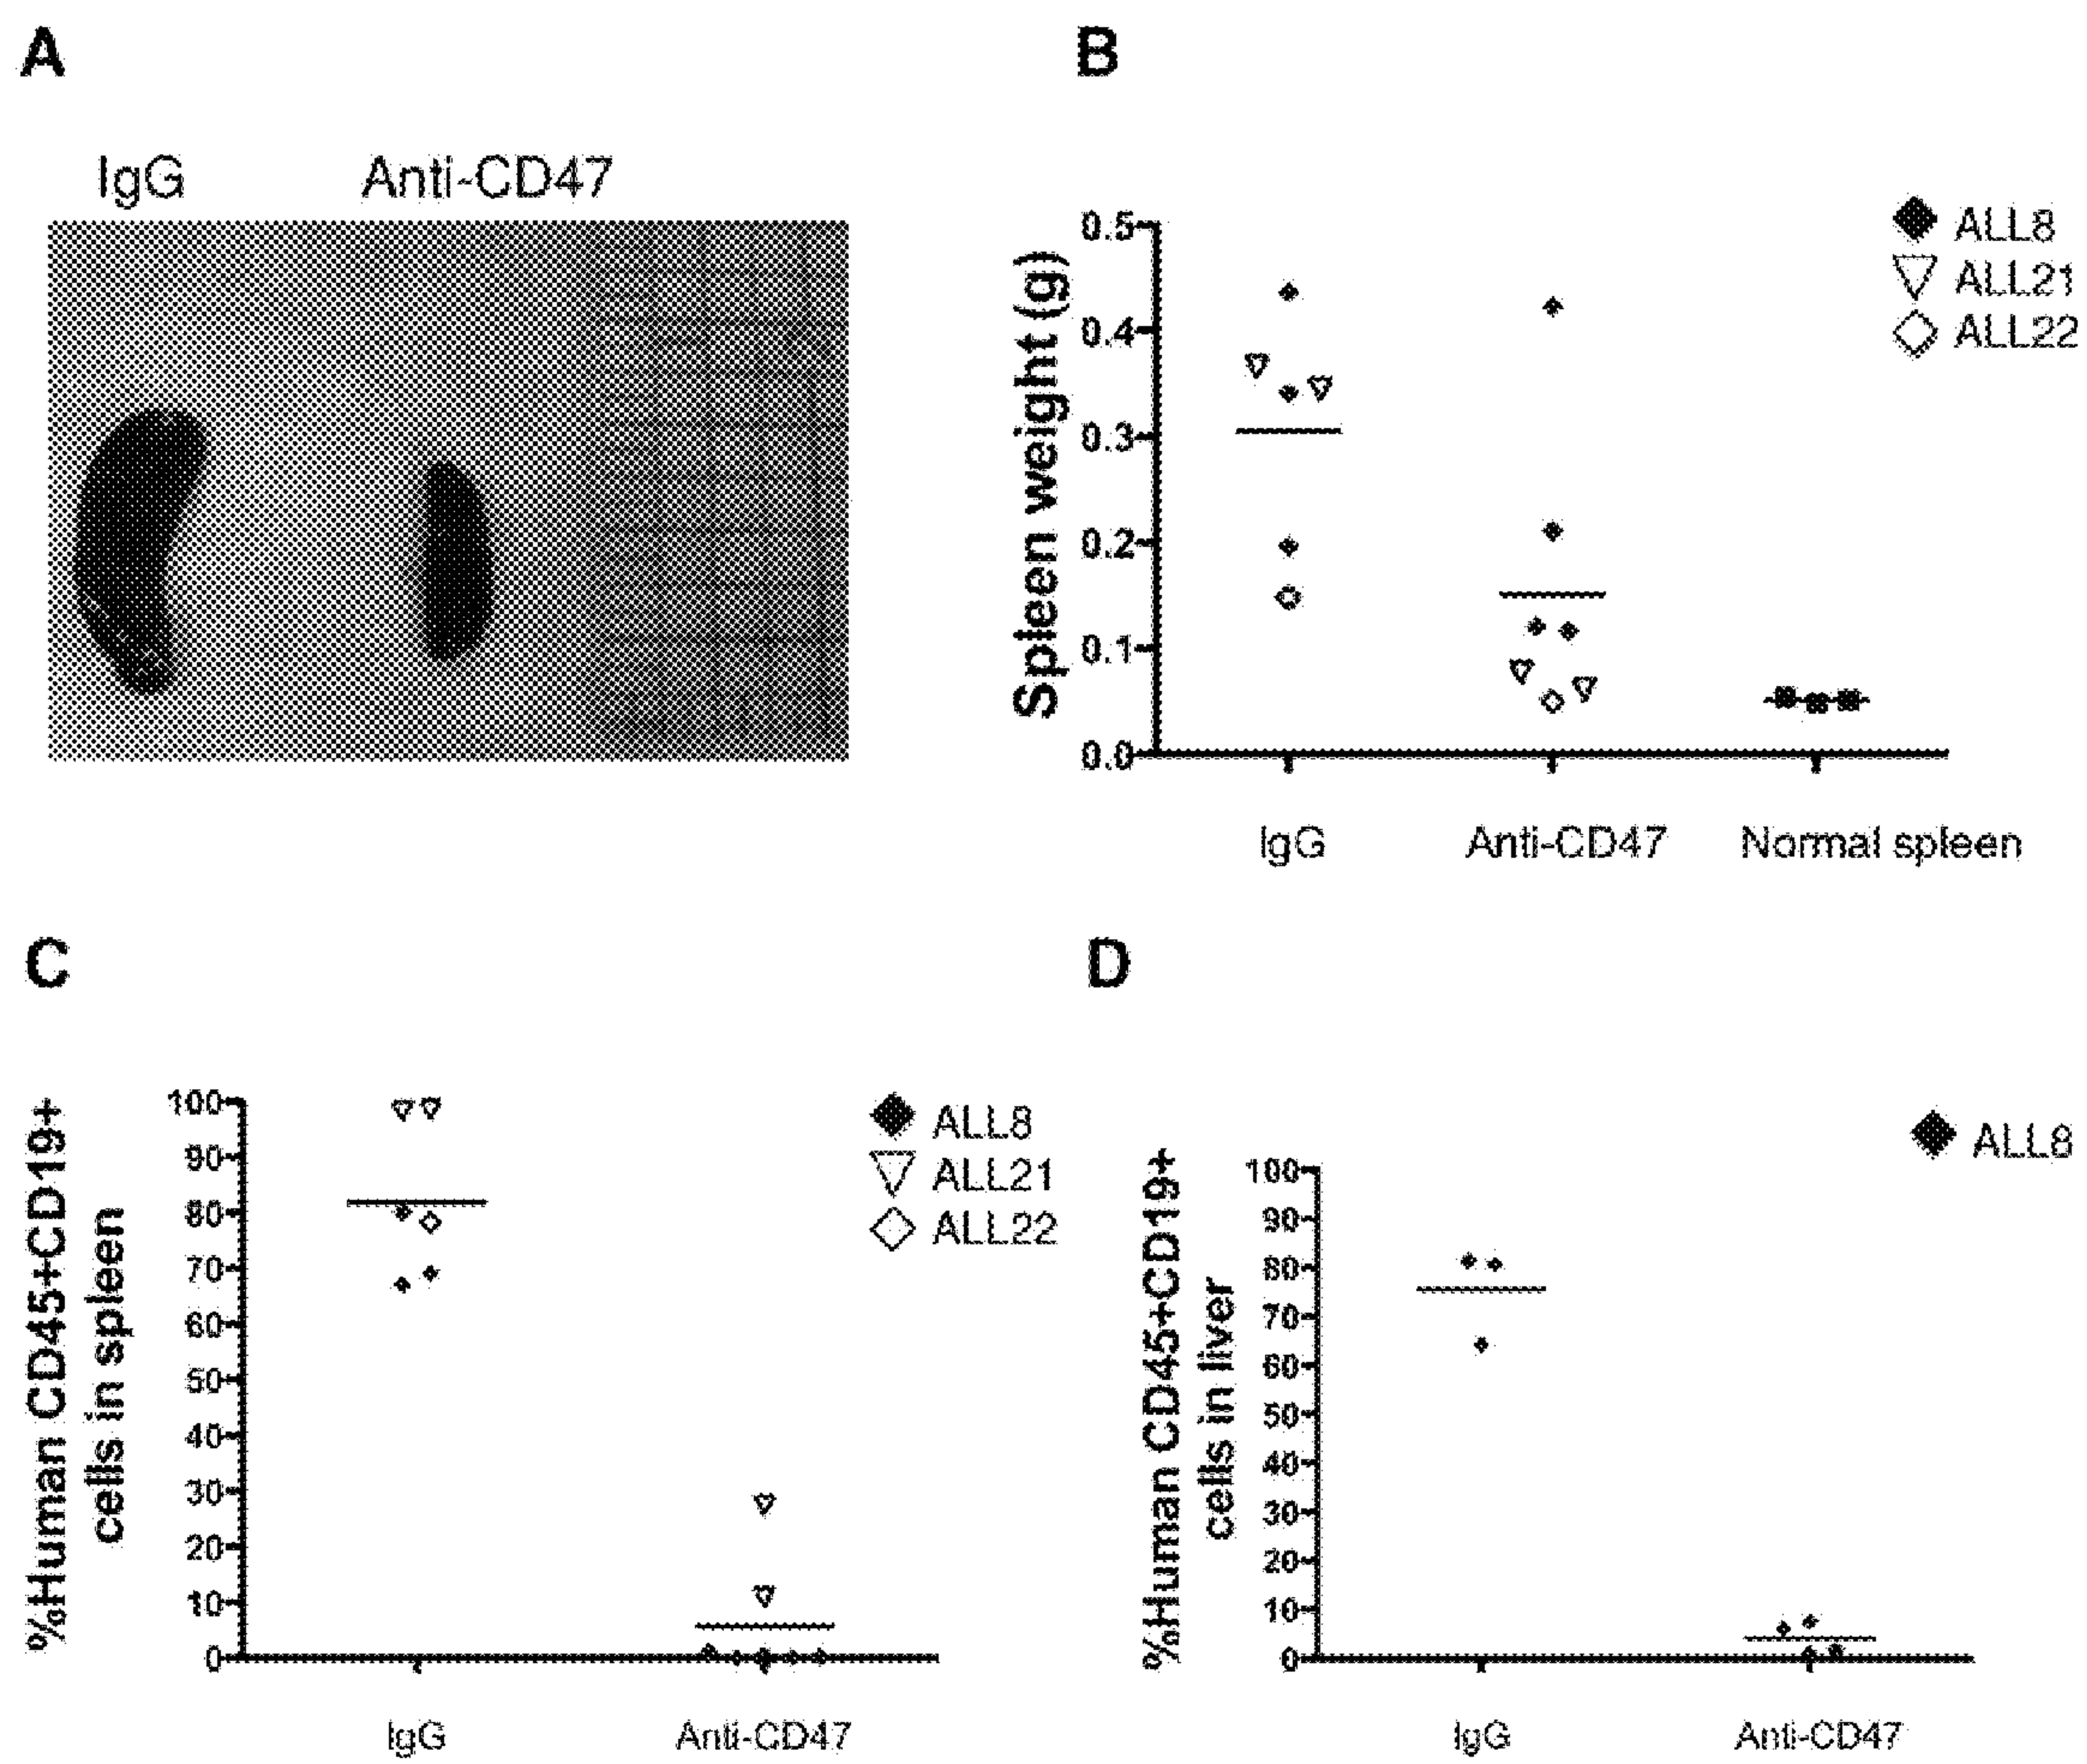 A
IgG
Anti-CD47
B
Spleen weight (g)
0.5
0.4
0.3
0.2
0.1
0.0
ALL8
ALL21
ALL22
IgG
Anti-CD47
Normal spleen
C
%Human CD45+CD19+
cells in spleen
100
90
80
70
60
50
40
30
20
10
0
ALL8
ALL21
ALL22
IgG
Anti-CD47
D
%Human CD45+CD19+
cells in liver
100
90
80
70
60
50
40
30
20
10
0
ALL8
IgG
Anti-CD47